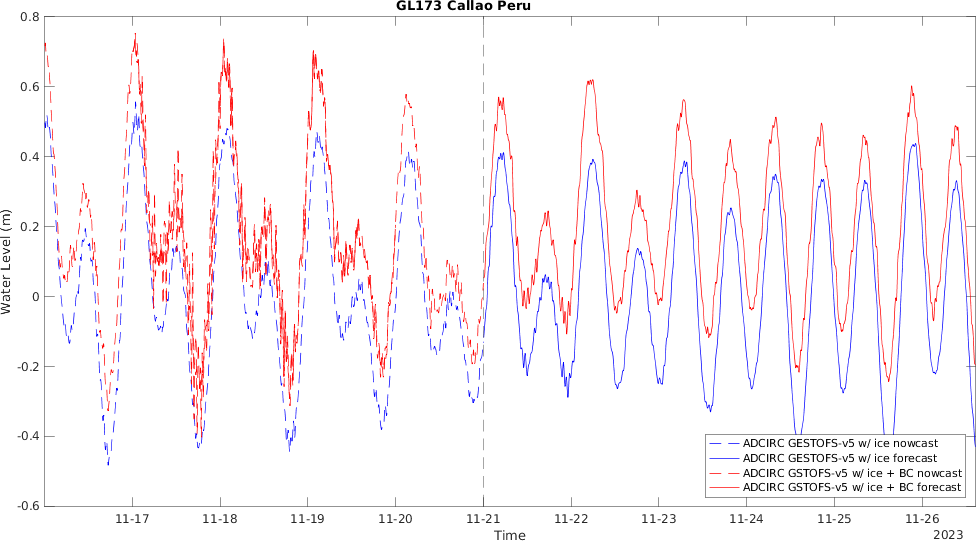 GL173 Callao Peru
0.8
0.6
0.4
0.2
0
-0.2
-0.4
-0.6
Water Level (m)
ADCIRC GESTOFS-v5 w/ ice nowcast
ADCIRC GESTOFS-v5 w/ ice forecast
ADCIRC GSTOFS-v5 w/ ice + BC nowcast
ADCIRC GSTOFS-v5 w/ ice + BC forecast
11-17 11-18 11-19 11-20 11-21 11-22 11-23 11-24 11-25 11-26
Time
2023